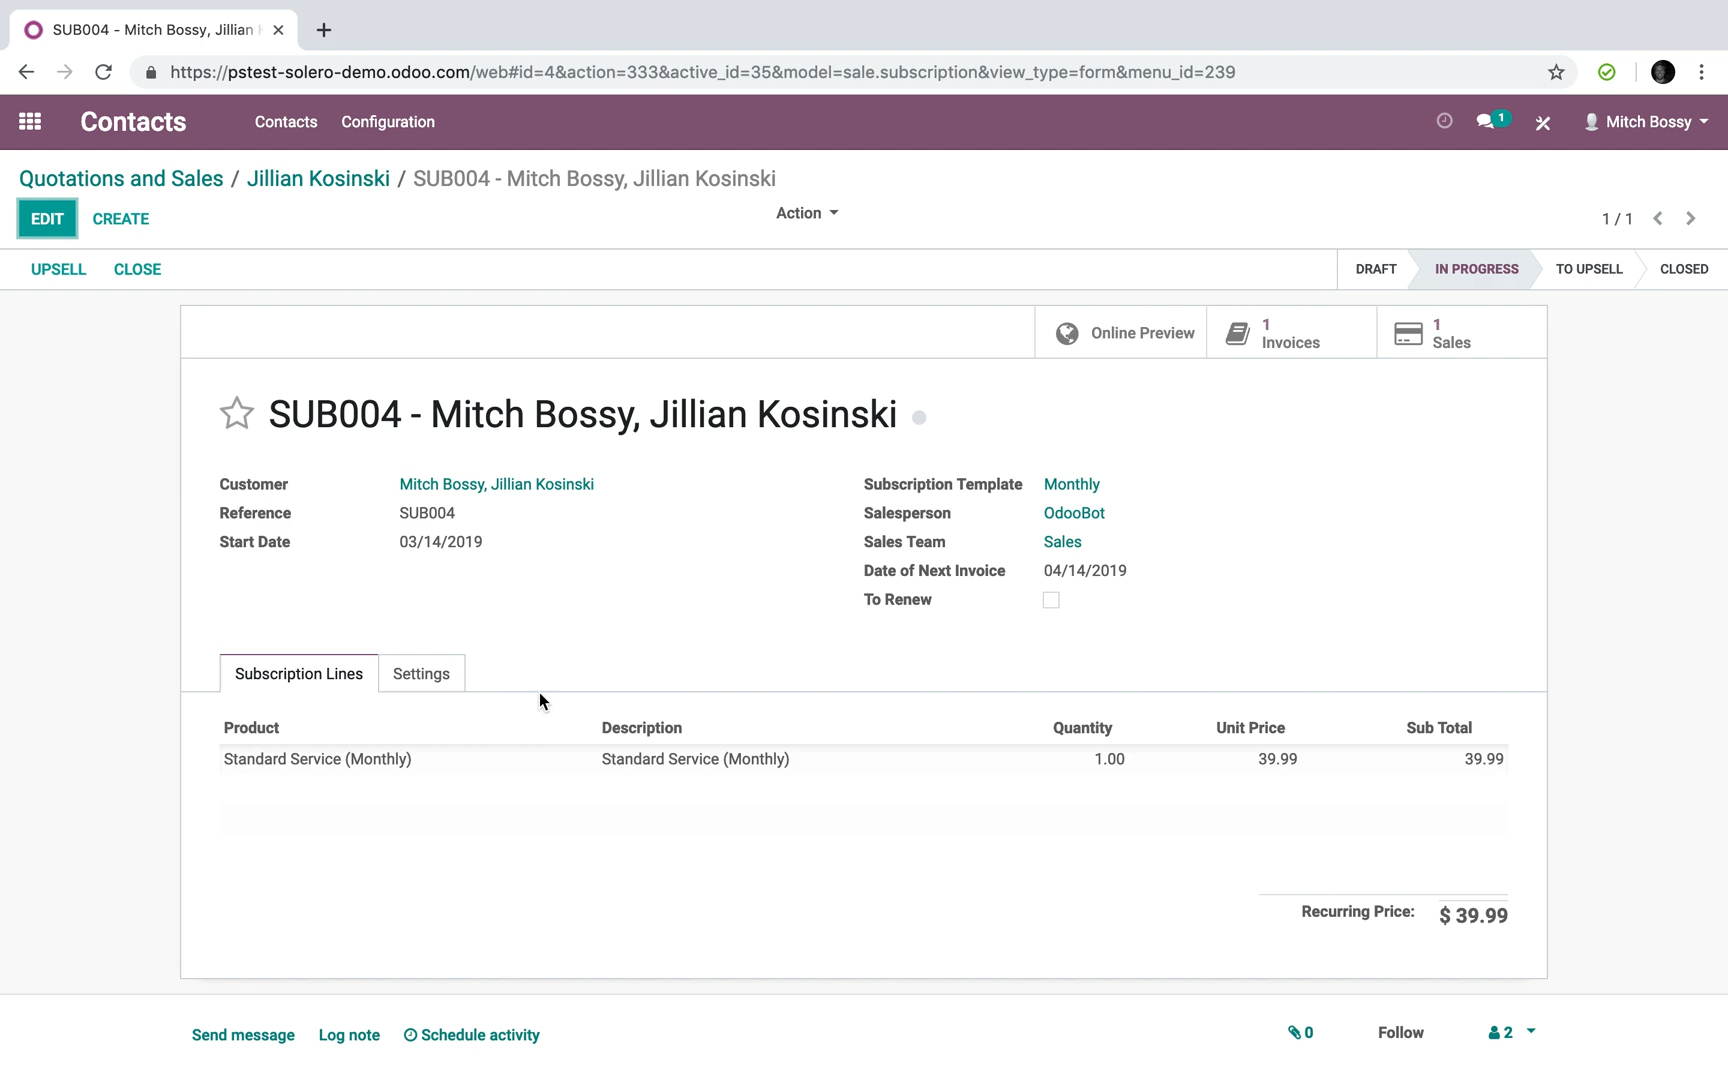 SUB004 - Mitch Bossy, Jillian
https://pstest-solero-demo.odoo.com/web#id=4&action=333&active_id=35&model=sale.subscription&view_type=form&menu_id=239
Contacts
Contacts Configuration
1
Mitch Bossy
Quotations and Sales / Jillian Kosinski / SUB004 - Mitch Bossy, Jillian Kosinski
EDIT CREATE
Action
1 / 1
UPSELL CLOSE
DRAFT IN PROGRESS TO UPSELL CLOSED
Online Preview
1 Invoices
1 Sales
SUB004 - Mitch Bossy, Jillian Kosinski
Customer Mitch Bossy, Jillian Kosinski
Reference SUB004
Start Date 03/14/2019
Subscription Template Monthly
Salesperson OdooBot
Sales Team Sales
Date of Next Invoice 04/14/2019
To Renew
Subscription Lines Settings
Product Description Quantity Unit Price Sub Total
Standard Service (Monthly) Standard Service (Monthly) 1.00 39.99 39.99
Recurring Price: $ 39.99
Send message Log note Schedule activity
0 Follow 2